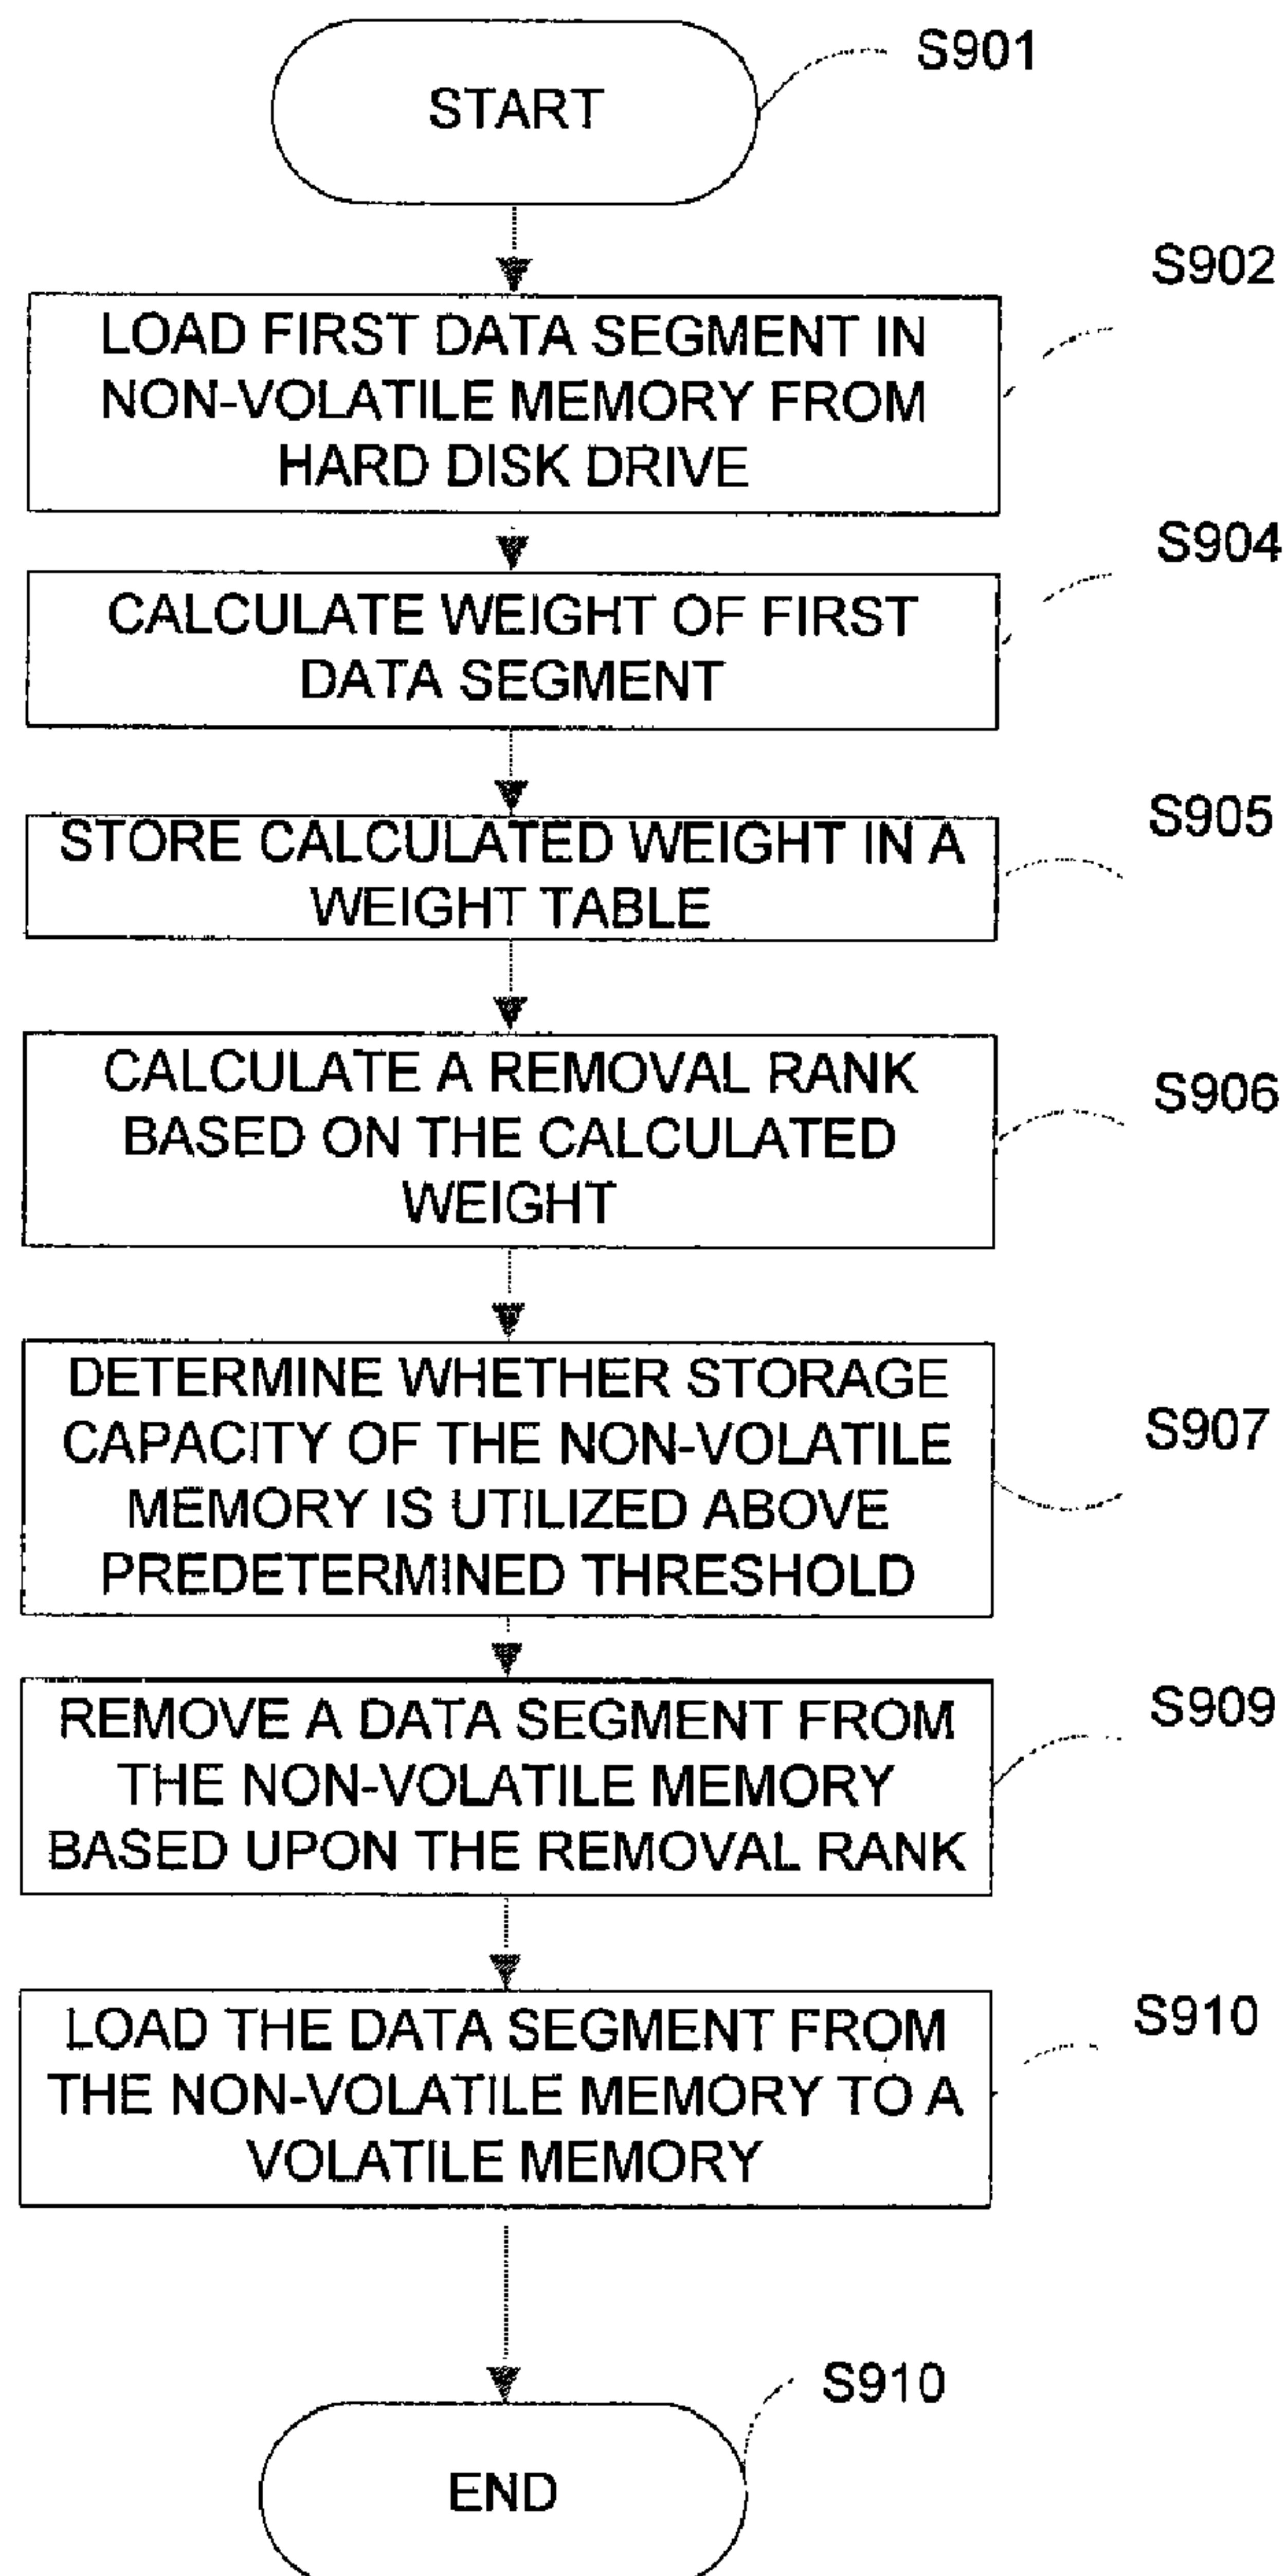 START
S901
S902
LOAD FIRST DATA SEGMENT IN
NON-VOLATILE MEMORY FROM
HARD DISK DRIVE
S904
CALCULATE WEIGHT OF FIRST
DATA SEGMENT
S905
STORE CALCULATED WEIGHT IN A
WEIGHT TABLE
CALCULATE A REMOVAL RANK
BASED ON THE CALCULATED
WEIGHT
S906
DETERMINE WHETHER STORAGE
CAPACITY OF THE NON-VOLATILE
MEMORY IS UTILIZED ABOVE
PREDETERMINED THRESHOLD
S907
REMOVE A DATA SEGMENT FROM
THE NON-VOLATILE MEMORY
BASED UPON THE REMOVAL RANK
S909
LOAD THE DATA SEGMENT FROM
THE NON-VOLATILE MEMORY TO A
VOLATILE MEMORY
S910
S910
END